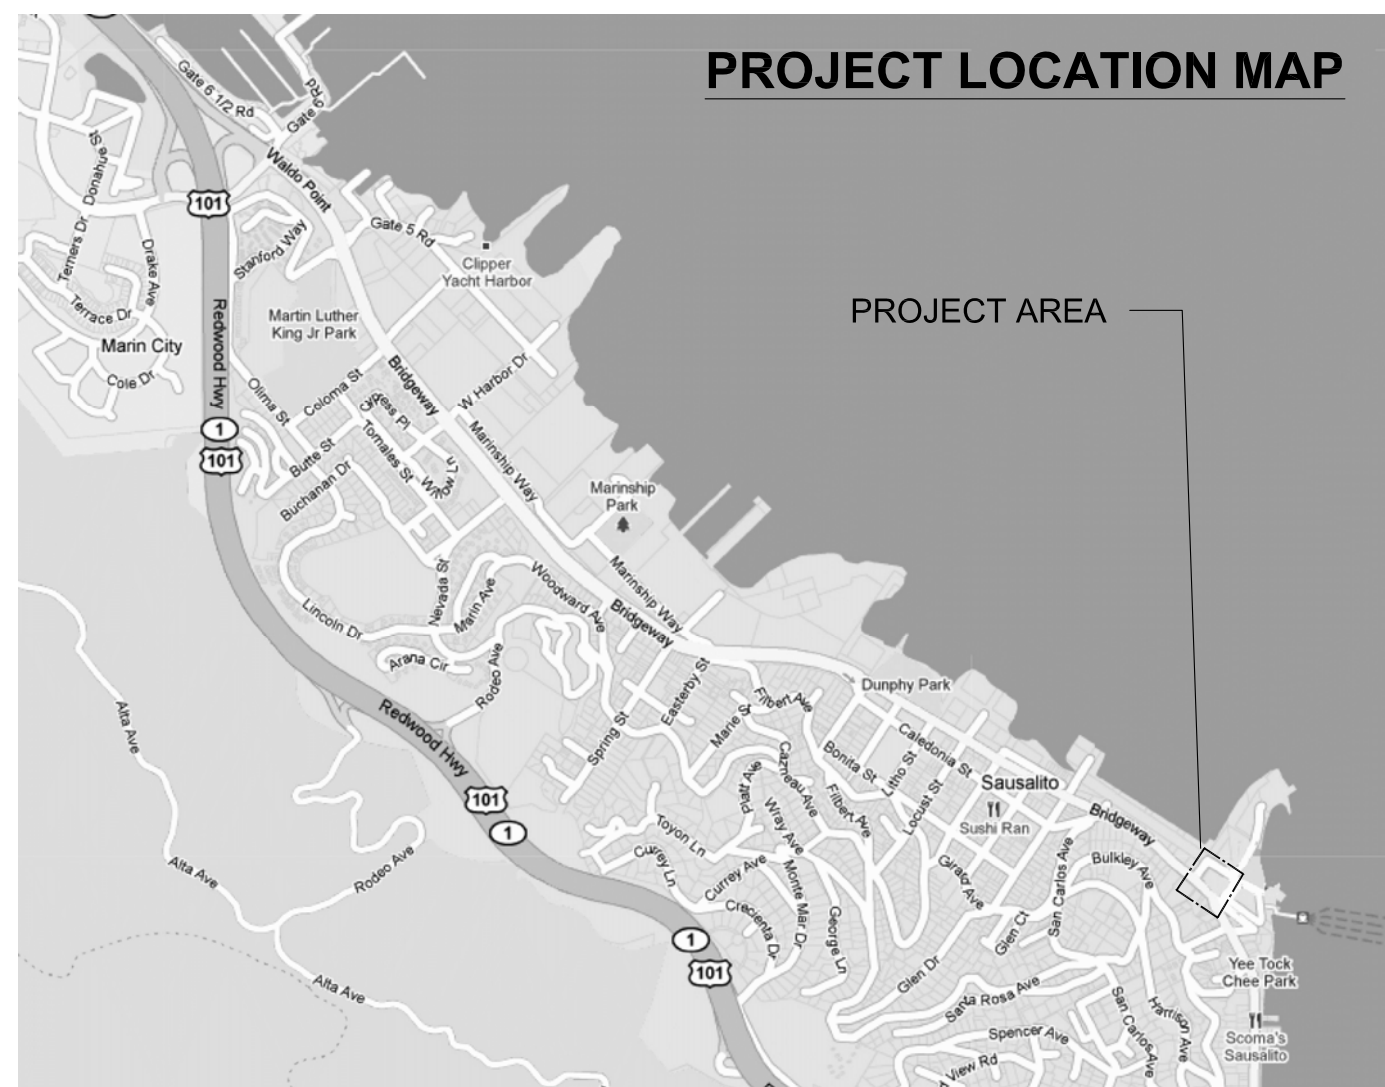 PROJECT LOCATION MAP
Gate 6 1/2 Rd
Gate 6 Rd
Donahue St
Waldo Point
101
Gate 5 Rd
Terners Dr
Drake Ave
Stanford Way
Clipper
Yacht Harbor
Terrace Dr
Redwood Hwy
Martin Luther
King Jr Park
PROJECT AREA
Marin City
Cole Dr
Olima St
Coloma St
Cypress Pl
Bridgeway
W Harbor Dr
1
101
Butte St
Tomales St
Willow Ln
Marinship Way
Buchanan Dr
Marinship
Park
Nevada St
Marin Ave
Woodward Ave
Marinship Way
Lincoln Dr
Bridgeway
Arana Cir
Rodeo Ave
Easterby St
Dunphy Park
Alta Ave
Redwood Hwy
Spring St
Marie St
Filbert Ave
Caledonia St
Bonita St
Litho St
Cazneau Ave
Platt Ave
Sausalito
101
1
Wray Ave
Filbert Ave
Locust St
Sushi Ran
Bridgeway
Toyon Ln
Currey Ln
Currey Ave
Monte Mar Dr
Girard Ave
San Carlos Ave
Bulkley Ave
Alta Ave
Rodeo Ave
Crecienta Dr
George Ln
Glen Ct
1
101
Glen Dr
Yee Tock
Chee Park
Alta Ave
Santa Rosa Ave
San Carlos Ave
Harrison Ave
Spencer Ave
Scoma's
Sausalito
View Rd